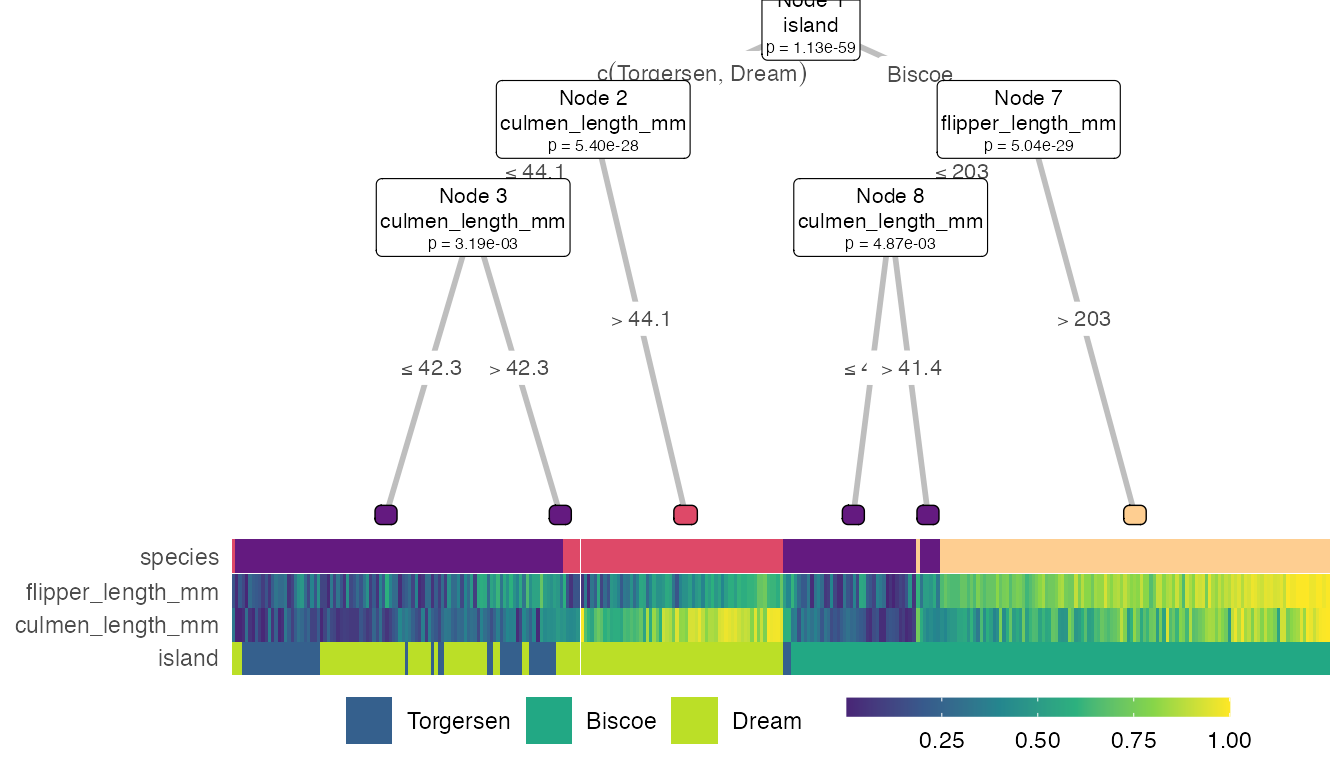 Node 1
island
p = 1.13e-59
c(Torgersen, Dream)
Biscoe
Node 2
culmen_length_mm
p = 5.40e-28
Node 7
flipper_length_mm
p = 5.04e-29
≤ 44.1
≤ 203
Node 3
culmen_length_mm
p = 3.19e-03
Node 8
culmen_length_mm
p = 4.87e-03
> 44.1
> 203
≤ 42.3
> 42.3
≤
> 41.4
species
flipper_length_mm
culmen_length_mm
island
Torgersen
Biscoe
Dream
0.25
0.50
0.75
1.00